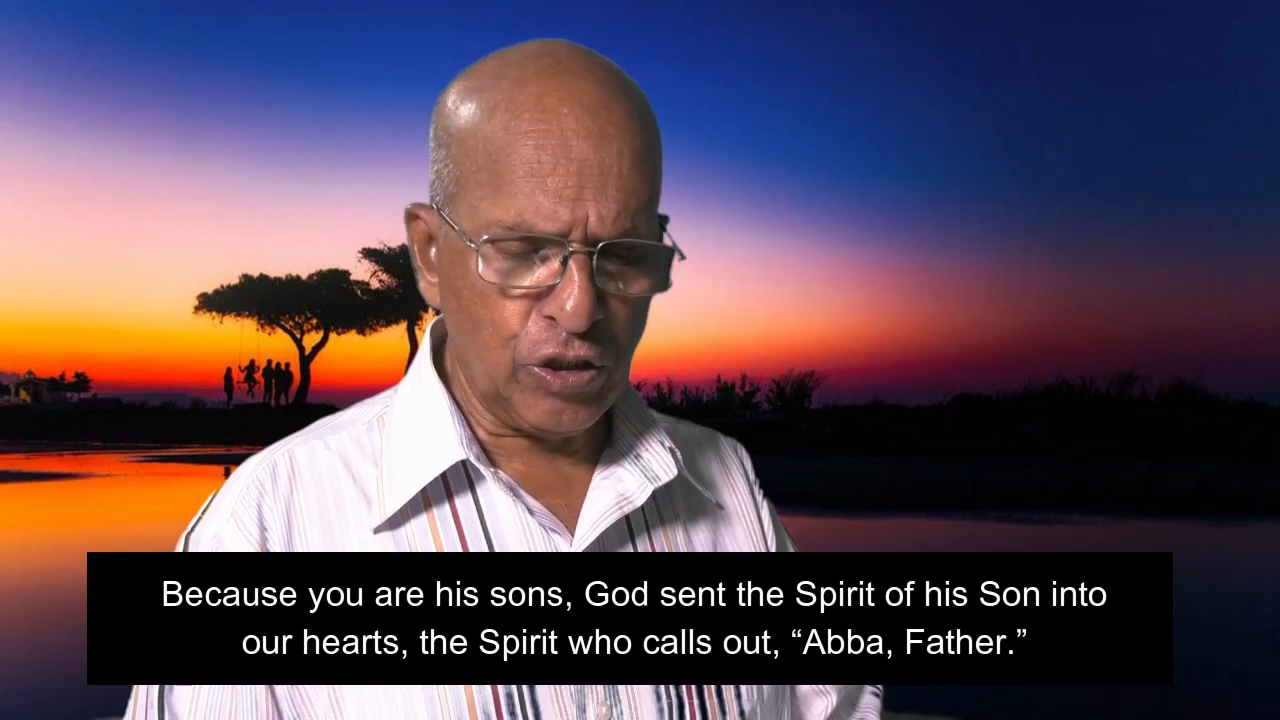 Because you are his sons, God sent the Spirit of his Son into
our hearts, the Spirit who calls out, “Abba, Father.”